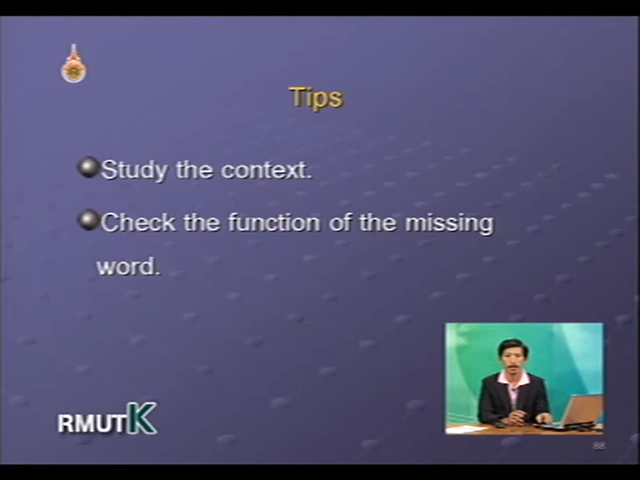 Tips
Study the context.
Check the function of the missing
word.
RMUTK